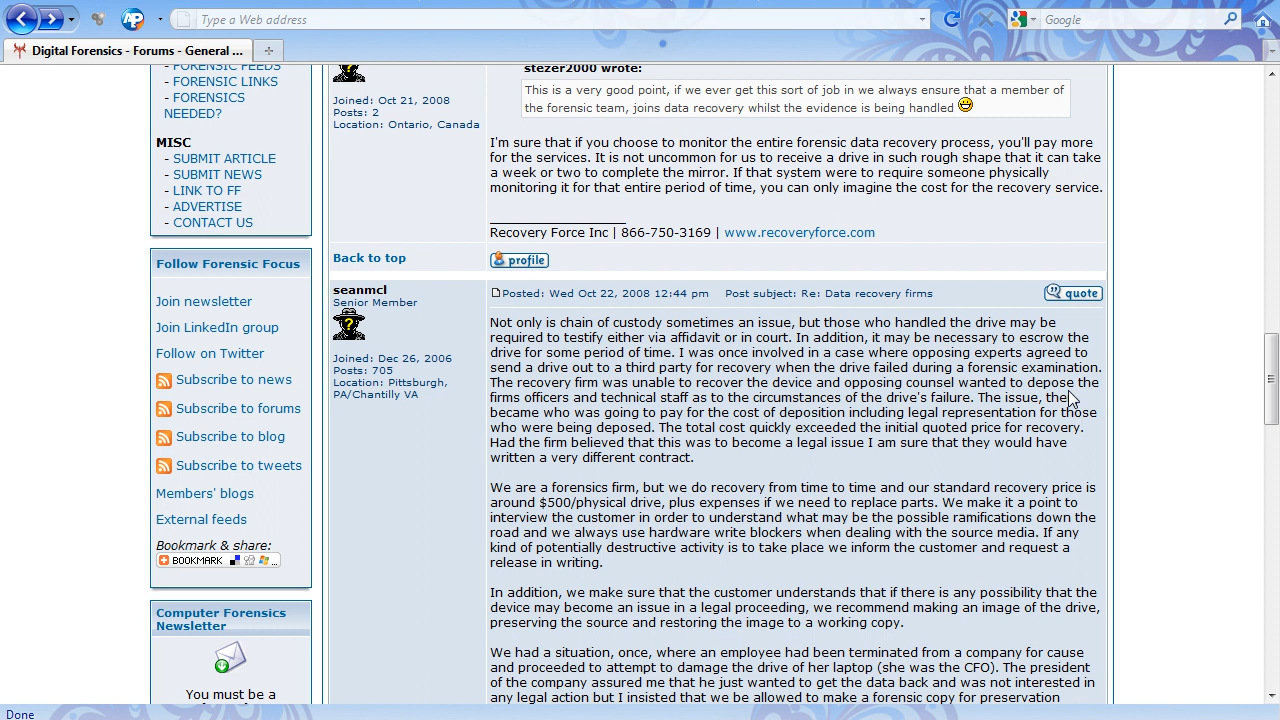 Type a Web address
Google
Digital Forensics - Forums - General ...
- FORENSIC FEEDS
- FORENSIC LINKS
- FORENSICS
NEEDED?
MISC
- SUBMIT ARTICLE
- SUBMIT NEWS
- LINK TO FF
- ADVERTISE
- CONTACT US
Follow Forensic Focus
Join newsletter
Join LinkedIn group
Follow on Twitter
Subscribe to news
Subscribe to forums
Subscribe to blog
Subscribe to tweets
Members' blogs
External feeds
Bookmark & share:
BOOKMARK
Computer Forensics
Newsletter
You must be a
Joined: Oct 21, 2008
Posts: 2
Location: Ontario, Canada
stezer2000 wrote:
This is a very good point, if we ever get this sort of job in we always ensure that a member of
the forensic team, joins data recovery whilst the evidence is being handled
I'm sure that if you choose to monitor the entire forensic data recovery process, you'll pay more
for the services. It is not uncommon for us to receive a drive in such rough shape that it can take
a week or two to complete the mirror. If that system were to require someone physically
monitoring it for that entire period of time, you can only imagine the cost for the recovery service.
Recovery Force Inc | 866-750-3169 | www.recoveryforce.com
Back to top
profile
seanmcl
Senior Member
Joined: Dec 26, 2006
Posts: 705
Location: Pittsburgh,
PA/Chantilly VA
Posted: Wed Oct 22, 2008 12:44 pm Post subject: Re: Data recovery firms
quote
Not only is chain of custody sometimes an issue, but those who handled the drive may be
required to testify either via affidavit or in court. In addition, it may be necessary to escrow the
drive for some period of time. I was once involved in a case where opposing experts agreed to
send a drive out to a third party for recovery when the drive failed during a forensic examination.
The recovery firm was unable to recover the device and opposing counsel wanted to depose the
firms officers and technical staff as to the circumstances of the drive's failure. The issue, the
became who was going to pay for the cost of deposition including legal representation for those
who were being deposed. The total cost quickly exceeded the initial quoted price for recovery.
Had the firm believed that this was to become a legal issue I am sure that they would have
written a very different contract.
We are a forensics firm, but we do recovery from time to time and our standard recovery price is
around $500/physical drive, plus expenses if we need to replace parts. We make it a point to
interview the customer in order to understand what may be the possible ramifications down the
road and we always use hardware write blockers when dealing with the source media. If any
kind of potentially destructive activity is to take place we inform the customer and request a
release in writing.
In addition, we make sure that the customer understands that if there is any possibility that the
device may become an issue in a legal proceeding, we recommend making an image of the drive,
preserving the source and restoring the image to a working copy.
We had a situation, once, where an employee had been terminated from a company for cause
and proceeded to attempt to damage the drive of her laptop (she was the CFO). The president
of the company assured me that he just wanted to get the data back and was not interested in
any legal action but I insisted that we be allowed to make a forensic copy for preservation
Done